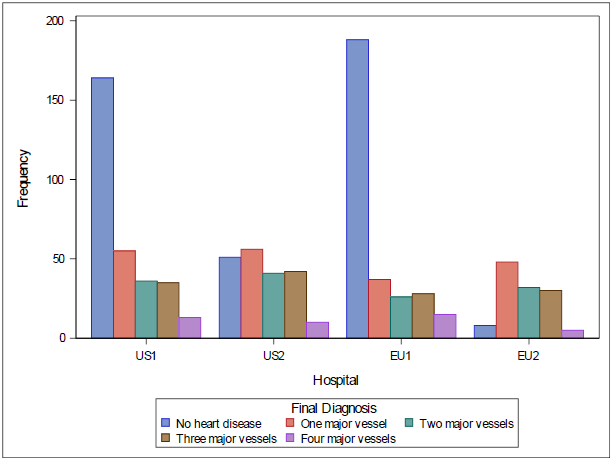 200
150
100
50
0
Frequency
US1 US2 EU1 EU2
Hospital
Final Diagnosis
No heart disease One major vessel Two major vessels
Three major vessels Four major vessels